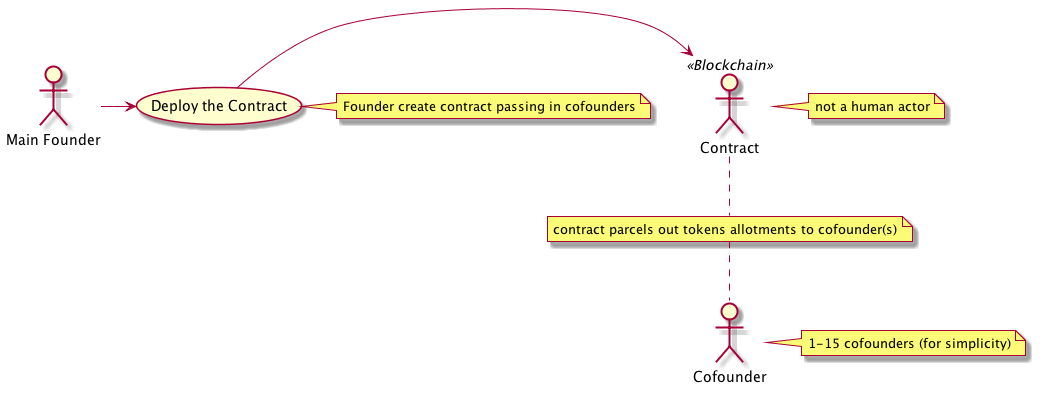 «Blockchain»
Main Founder
Deploy the Contract
Founder create contract passing in cofounders
Contract
not a human actor
contract parcels out tokens allotments to cofounder(s)
Cofounder
1-15 cofounders (for simplicity)